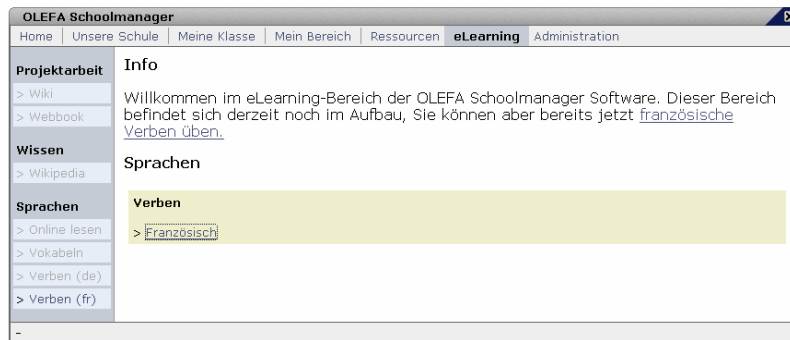 OLEFA Schoolmanager
Home | Unsere Schule | Meine Klasse | Mein Bereich | Ressourcen | eLearning | Administration
Projektarbeit
> Wiki
> Webbook
Wissen
> Wikipedia
Sprachen
> Online lesen
> Vokabeln
> Verben (de)
> Verben (fr)
Info
Willkommen im eLearning-Bereich der OLEFA Schoolmanager Software. Dieser Bereich
befindet sich derzeit noch im Aufbau, Sie können aber bereits jetzt französische
Verben üben.
Sprachen
Verben
> Französisch
-